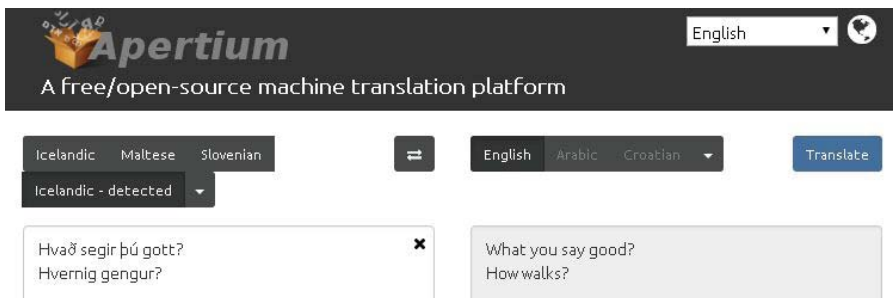 Apertium
English
A free/open-source machine translation platform
Icelandic Maltese Slovenian
English Arabic Croatian
Translate
Icelandic - detected
Hvað segir þú gott?
Hvernig gengur?
What you say good?
How walks?